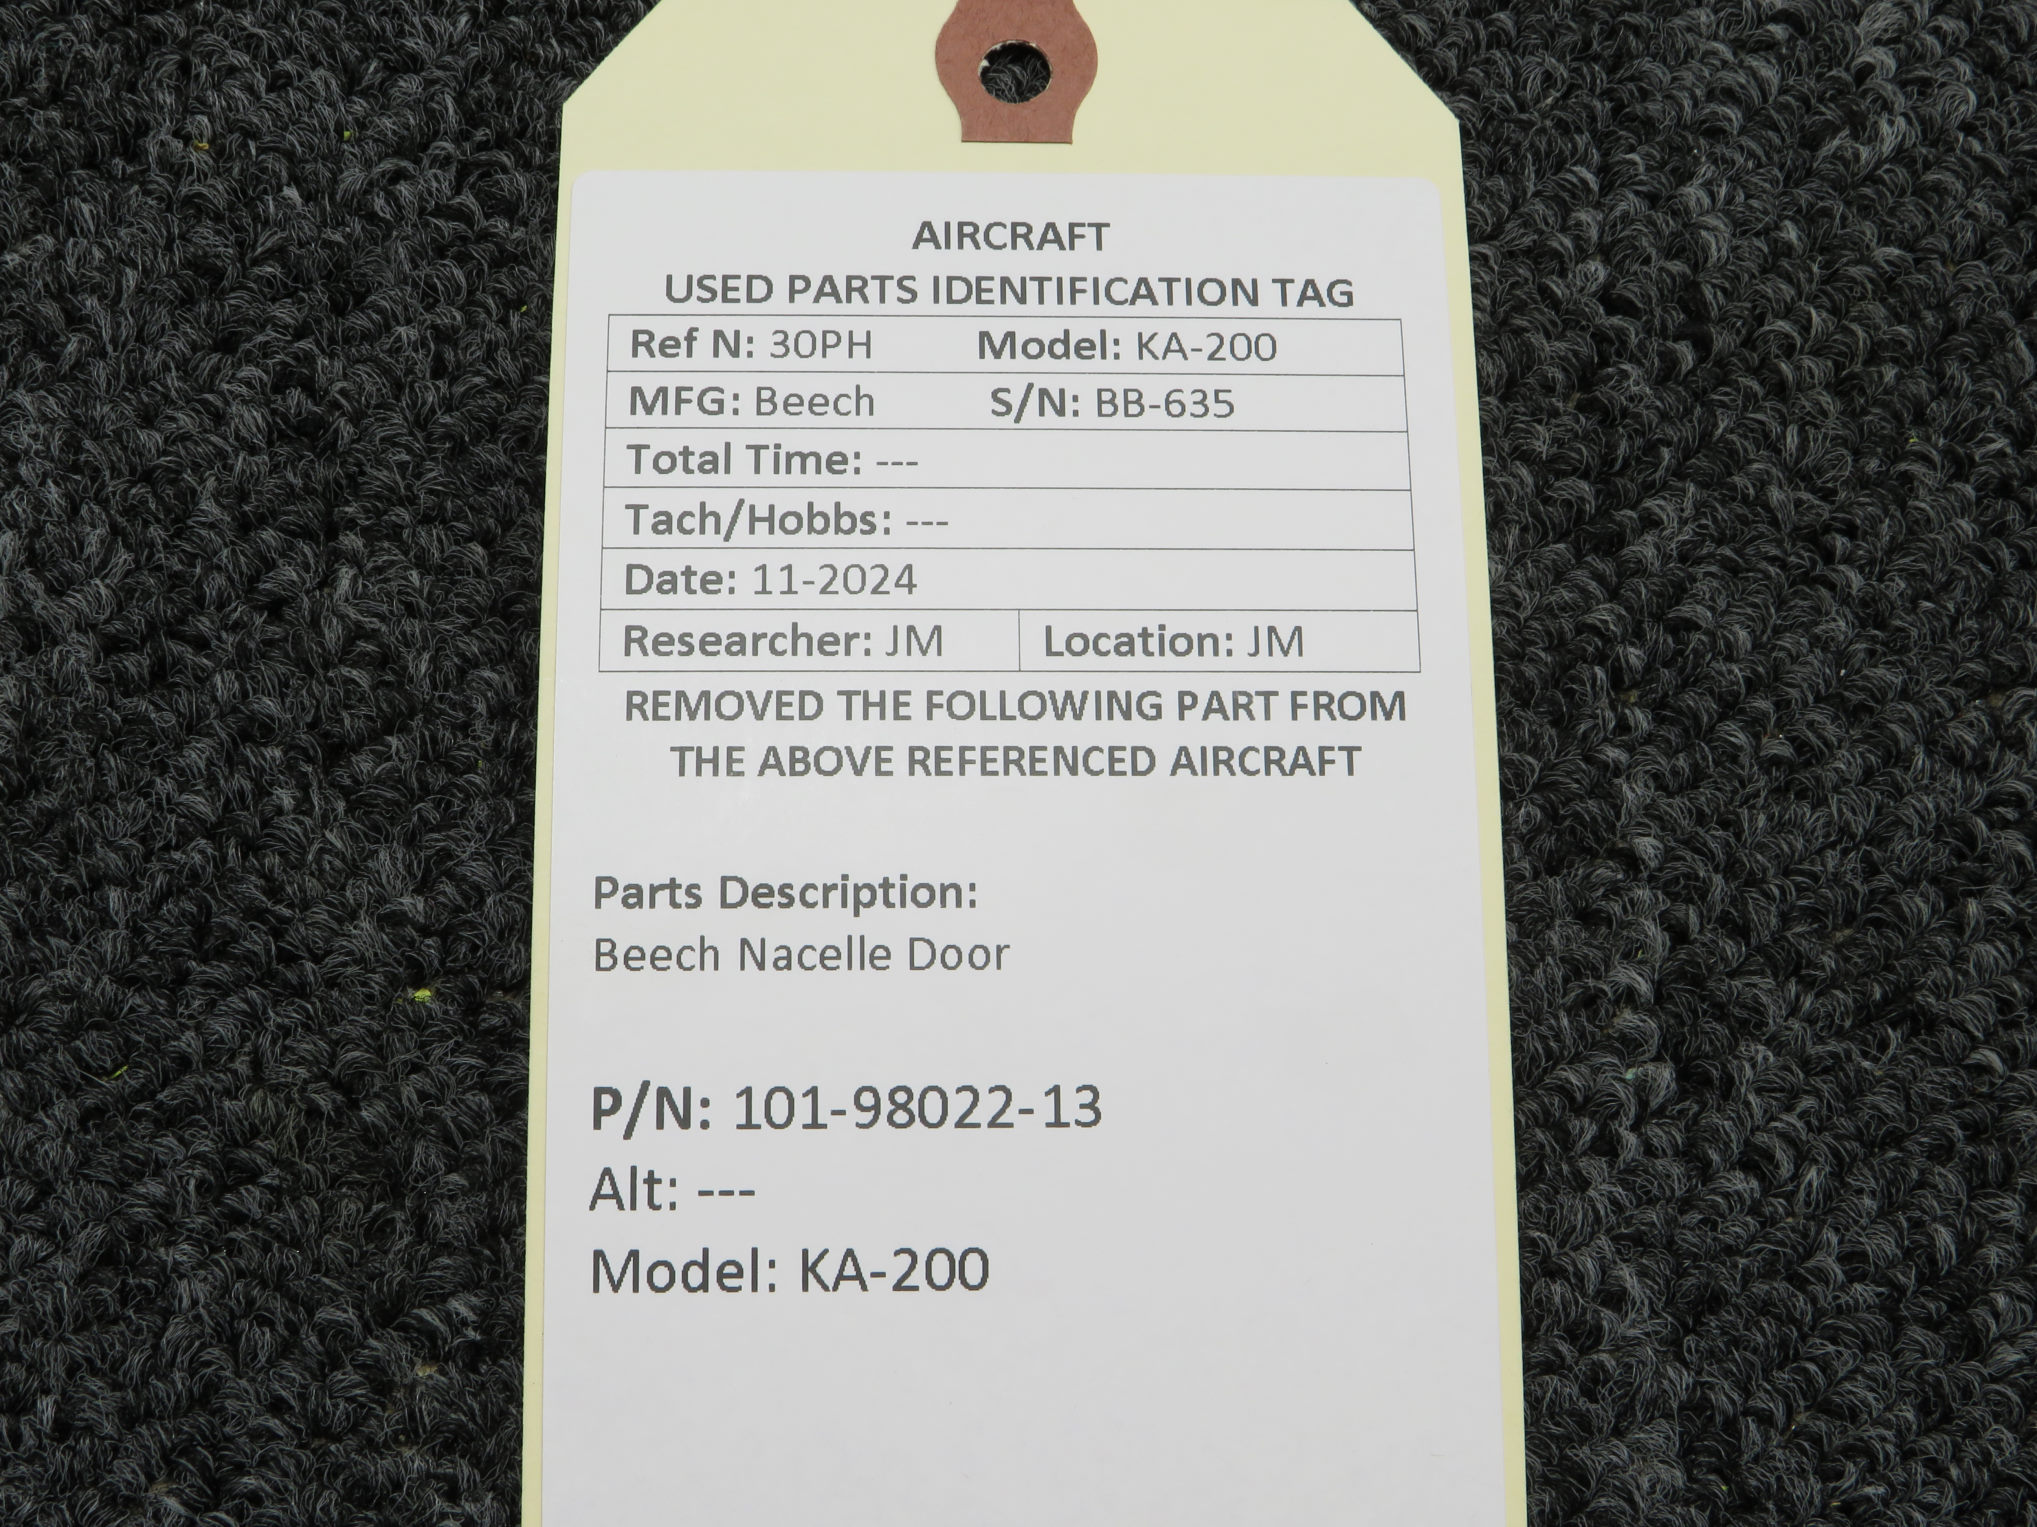 AIRCRAFT
USED PARTS IDENTIFICATION TAG
Ref N: 30PH Model: KA-200
MFG: Beech S/N: BB-635
Total Time: ---
Tach/Hobbs: ---
Date: 11-2024
Researcher: JM Location: JM
REMOVED THE FOLLOWING PART FROM
THE ABOVE REFERENCED AIRCRAFT
Parts Description:
Beech Nacelle Door
P/N: 101-98022-13
Alt: ---
Model: KA-200